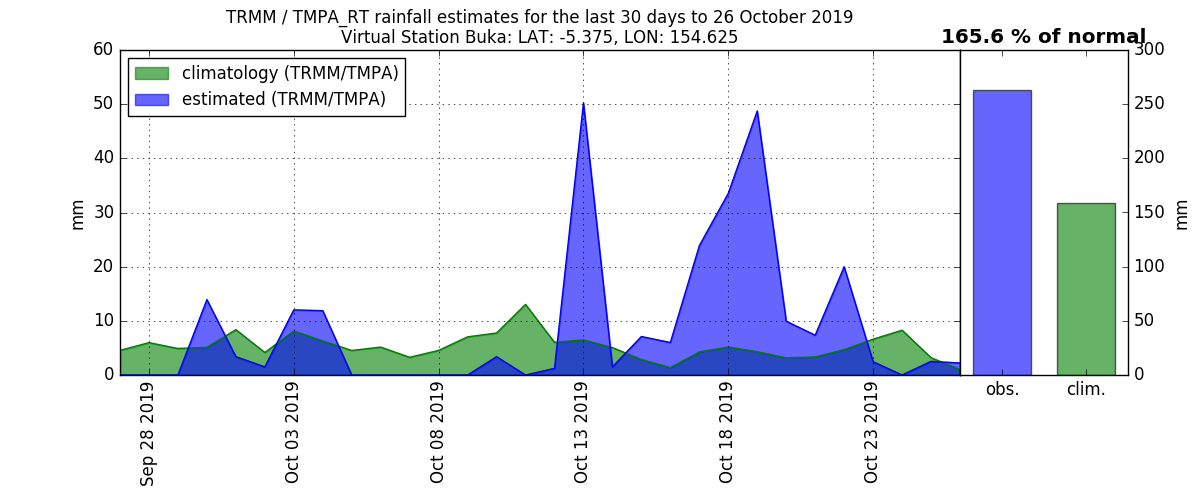 TRMM / TMPA_RT rainfall estimates for the last 30 days to 26 October 2019
Virtual Station Buka: LAT: -5.375, LON: 154.625
165.6 % of normal
climatology (TRMM/TMPA)
estimated (TRMM/TMPA)
mm
60
50
40
30
20
10
0
Sep 28 2019
Oct 03 2019
Oct 08 2019
Oct 13 2019
Oct 18 2019
Oct 23 2019
obs.
clim.
300
250
200
150
100
50
0
mm